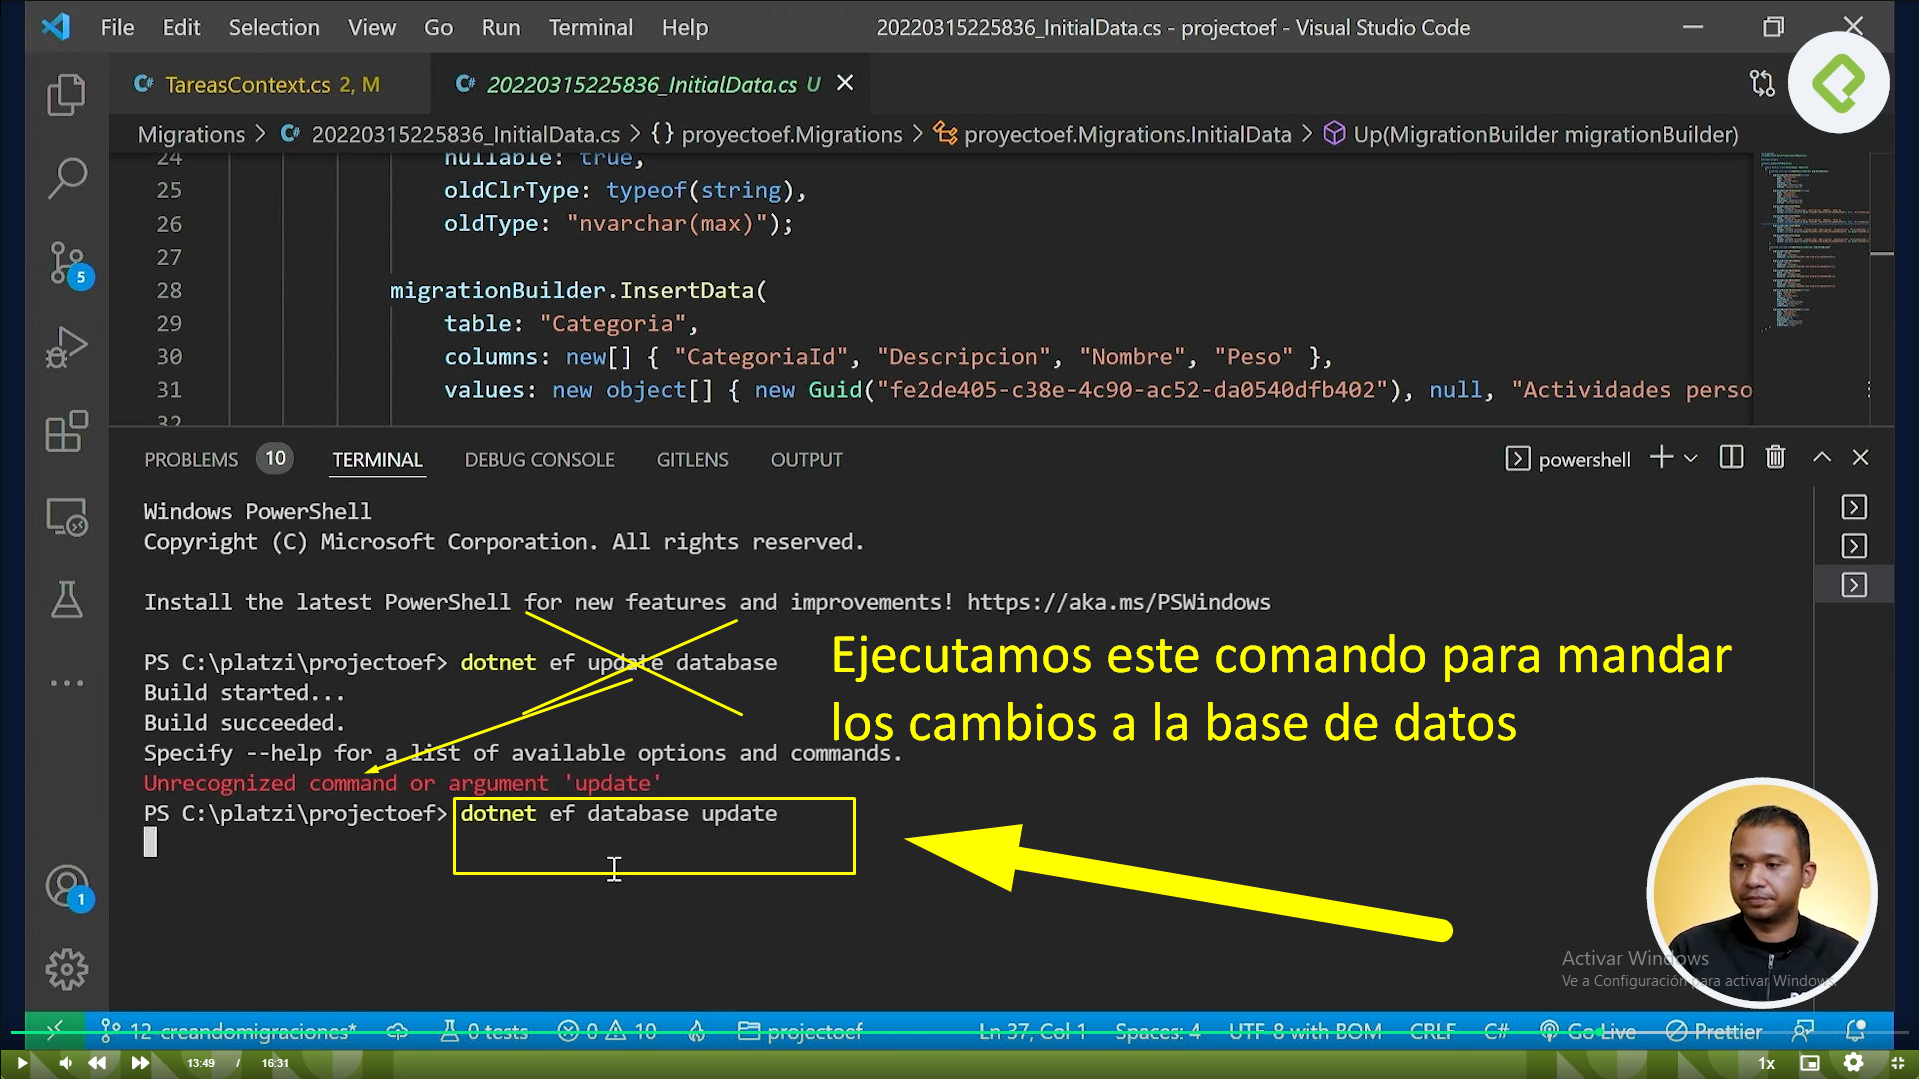 File Edit Selection View Go Run Terminal Help 20220315225836_InitialData.cs - projectoef - Visual Studio Code
TareasContext.cs 2, M 20220315225836_InitialData.cs U
Migrations > 20220315225836_InitialData.cs > {} proyectoef.Migrations > proyectoef.Migrations.InitialData > Up(MigrationBuilder migrationBuilder)
24 nullable: true,
25 oldClrType: typeof(string),
26 oldType: "nvarchar(max)");
27
28 migrationBuilder.InsertData(
29 table: "Categoria",
30 columns: new[] { "CategoriaId", "Descripcion", "Nombre", "Peso" },
31 values: new object[] { new Guid("fe2de405-c38e-4c90-ac52-da0540dfb402"), null, "Actividades perso
32
5
PROBLEMS 10 TERMINAL DEBUG CONSOLE GITLENS OUTPUT powershell
Windows PowerShell
Copyright (C) Microsoft Corporation. All rights reserved.
Install the latest PowerShell for new features and improvements! https://aka.ms/PSWindows
PS C:\platzi\projectoef> dotnet ef update database
Build started...
Build succeeded.
Specify --help for a list of available options and commands.
Unrecognized command or argument 'update'
PS C:\platzi\projectoef> dotnet ef database update
Ejecutamos este comando para mandar
los cambios a la base de datos
1
Activar Windows
Ve a Configuración para activar Windows.
12-creandomigraciones* 0 tests 0 10 projectoef Ln 37, Col 1 Spaces: 4 UTF-8 with BOM CRLF C# Go Live Prettier
13:49 / 16:31 1x